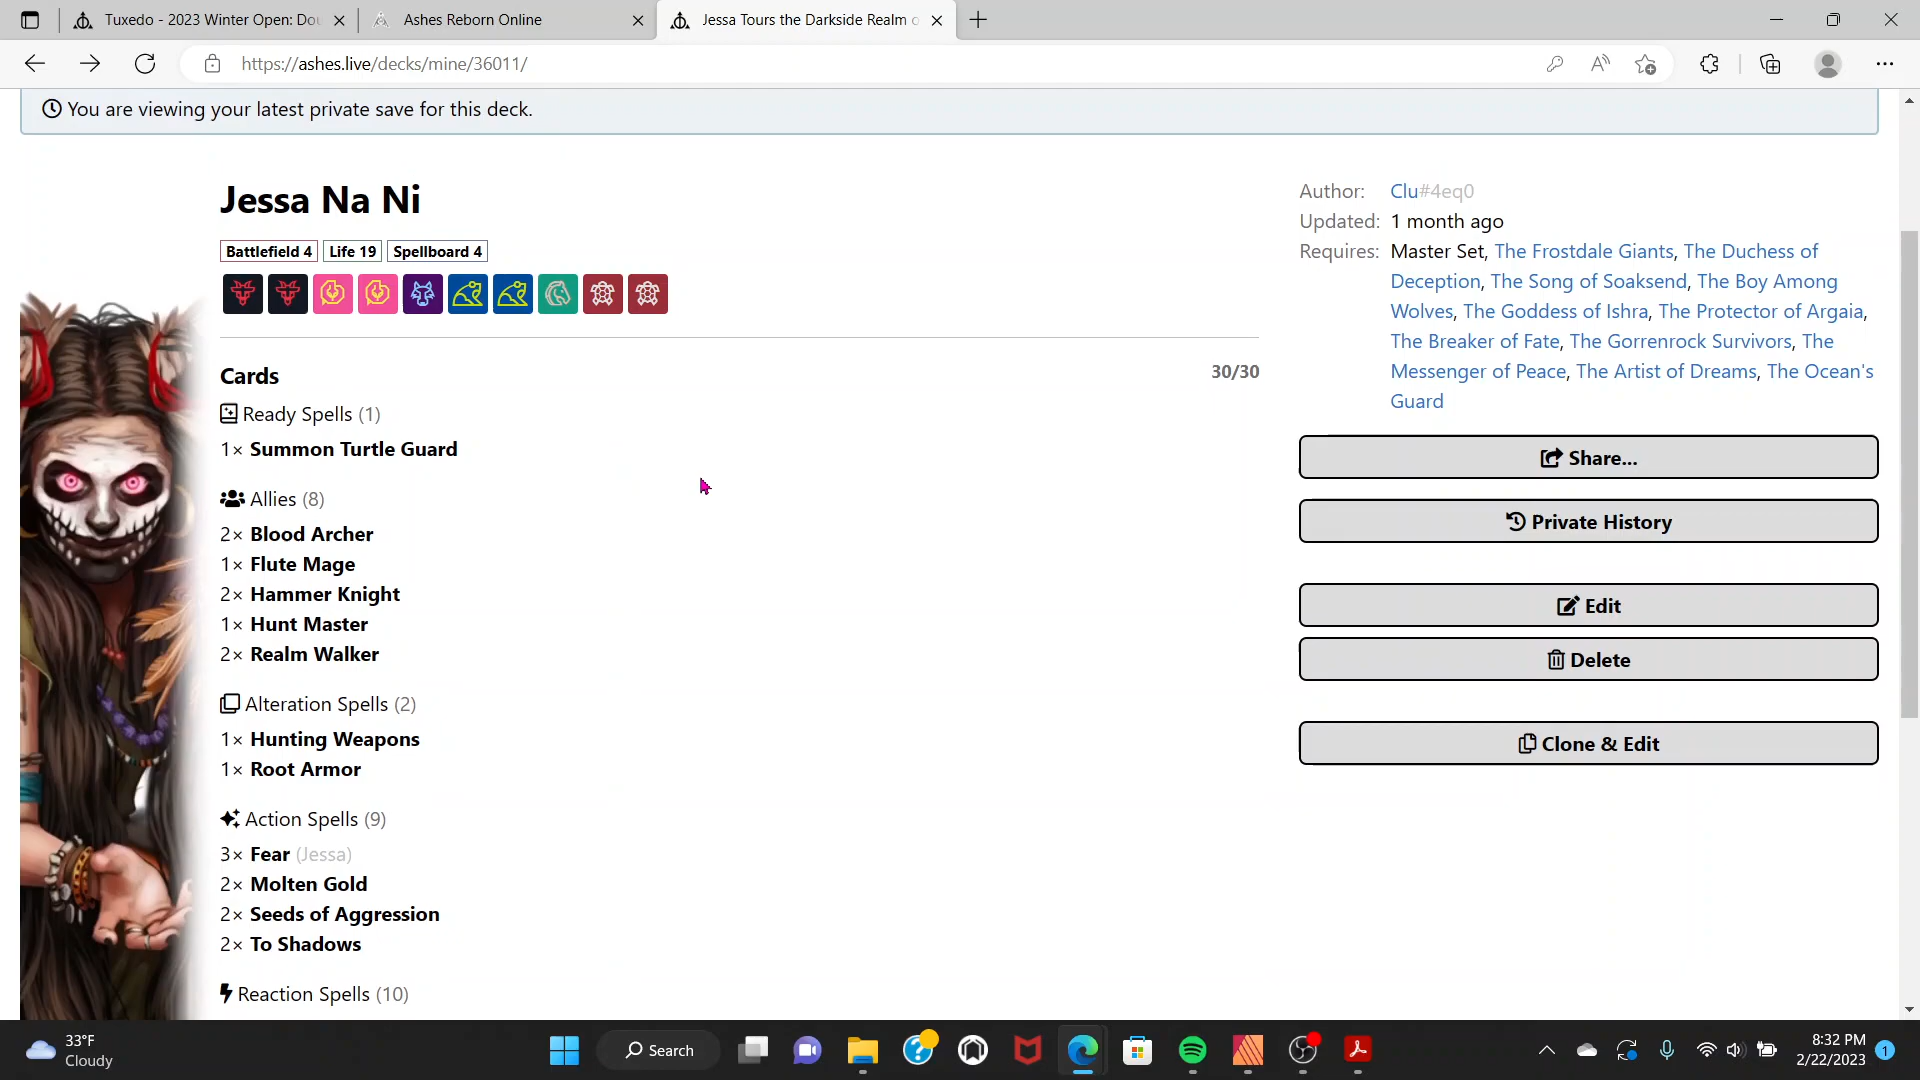 Tuxedo - 2023 Winter Open: Dou
Ashes Reborn Online
Jessa Tours the Darkside Realm o
https://ashes.live/decks/mine/36011/
You are viewing your latest private save for this deck.
Jessa Na Ni
Battlefield 4 Life 19 Spellboard 4
Cards 30/30
Ready Spells (1)
1× Summon Turtle Guard
Allies (8)
2× Blood Archer
1× Flute Mage
2× Hammer Knight
1× Hunt Master
2× Realm Walker
Alteration Spells (2)
1× Hunting Weapons
1× Root Armor
Action Spells (9)
3× Fear (Jessa)
2× Molten Gold
2× Seeds of Aggression
2× To Shadows
Reaction Spells (10)
Author: Clu#4eq0
Updated: 1 month ago
Requires: Master Set, The Frostdale Giants, The Duchess of
Deception, The Song of Soaksend, The Boy Among
Wolves, The Goddess of Ishra, The Protector of Argaia,
The Breaker of Fate, The Gorrenrock Survivors, The
Messenger of Peace, The Artist of Dreams, The Ocean's
Guard
Share...
Private History
Edit
Delete
Clone & Edit
33°F
Cloudy
Search
8:32 PM
2/22/2023
1